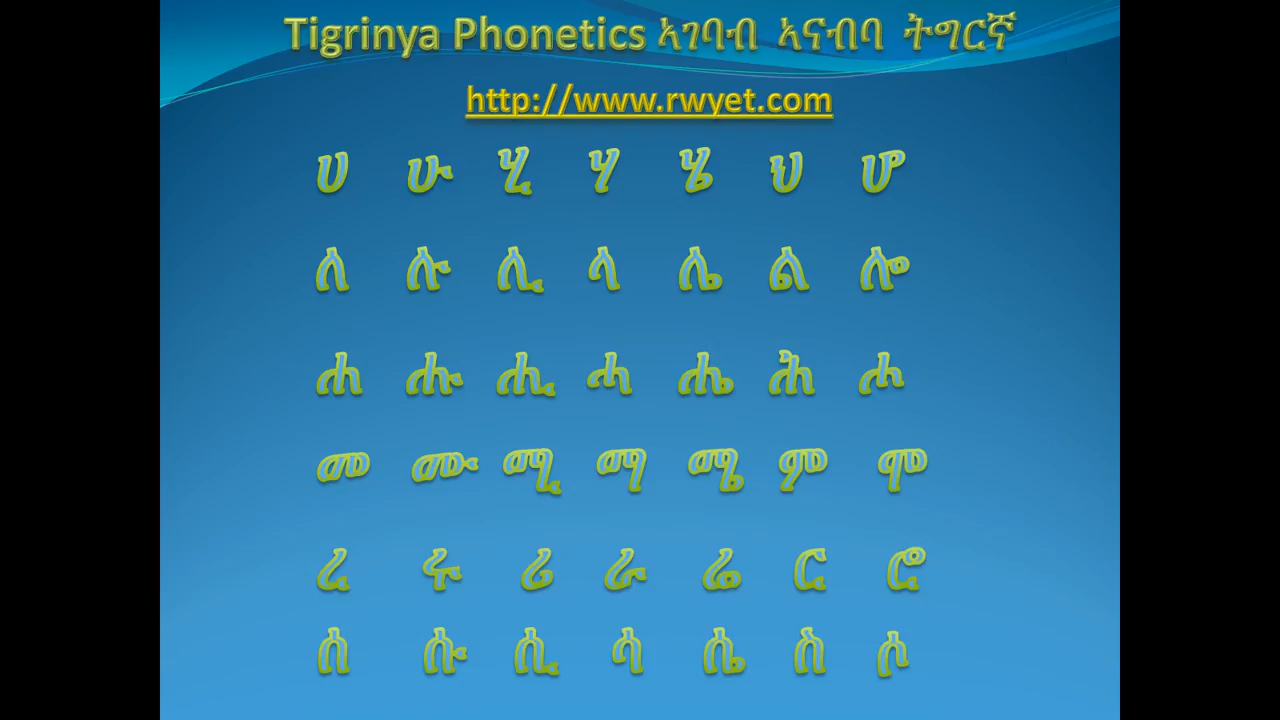 Tigrinya Phonetics ኣገባብ ኣናብባ ትግርኛ
http://www.rwyet.com
ሀ ሁ ሂ ሃ ሄ ህ ሆ
ለ ሉ ሊ ላ ሌ ል ሎ
ሐ ሑ ሒ ሓ ሔ ሕ ሖ
መ ሙ ሚ ማ ሜ ም ሞ
ረ ሩ ሪ ራ ሬ ር ሮ
ሰ ሱ ሲ ሳ ሴ ስ ሶ